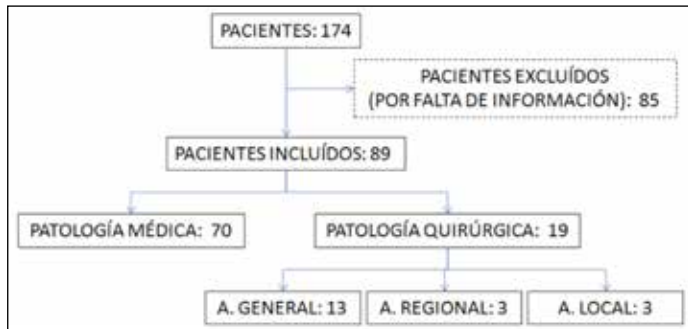 PACIENTES: 174
PACIENTES EXCLUÍDOS
(POR FALTA DE INFORMACIÓN): 85
PACIENTES INCLUÍDOS: 89
PATOLOGÍA MÉDICA: 70
PATOLOGÍA QUIRÚRGICA: 19
A. GENERAL: 13
A. REGIONAL: 3
A. LOCAL: 3